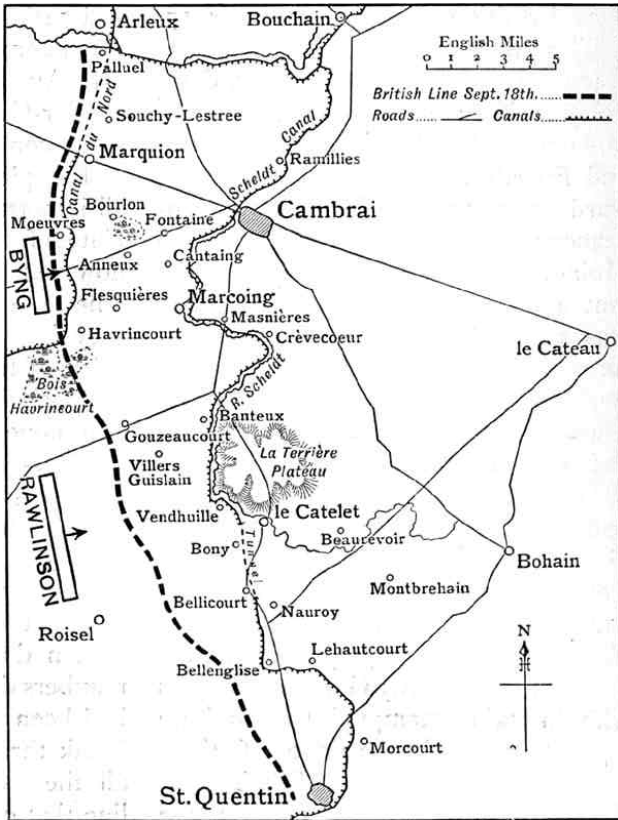 Arleux
Bouchain
English Miles
0 1 2 3 4 5
Palluel
British Line Sept. 18th......
Roads...... Canals......
Canal du Nord
Souchy-Lestree
Scheldt Canal
Marquion
Ramillies
Bourlon
Cambrai
Moeuvres
Fontaine
BYNG
Anneux
Cantaing
Flesquières
Marcoing
Masnières
Havrincourt
Crèvecoeur
le Cateau
Bois
Havrincourt
R. Scheldt
Banteux
Gouzeaucourt
La Terrière
Plateau
Villers
Guislain
RAWLINSON
Vendhuille
le Catelet
Beaurevoir
Bony
Tunnel
Bohain
Montbrehain
Bellicourt
Nauroy
Roisel
N
Lehautcourt
Bellenglise
Morcourt
St. Quentin